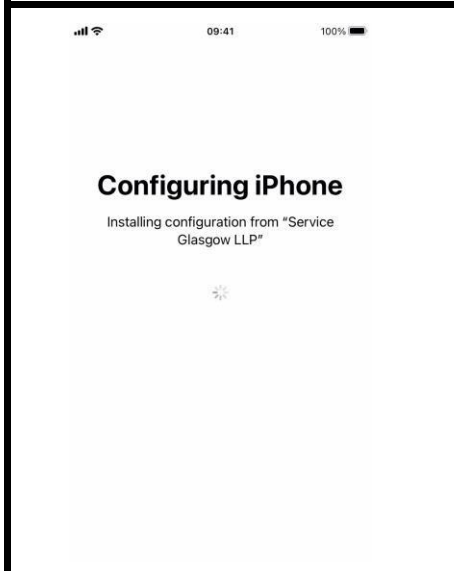 09:41 100%
Configuring iPhone
Installing configuration from “Service
Glasgow LLP”